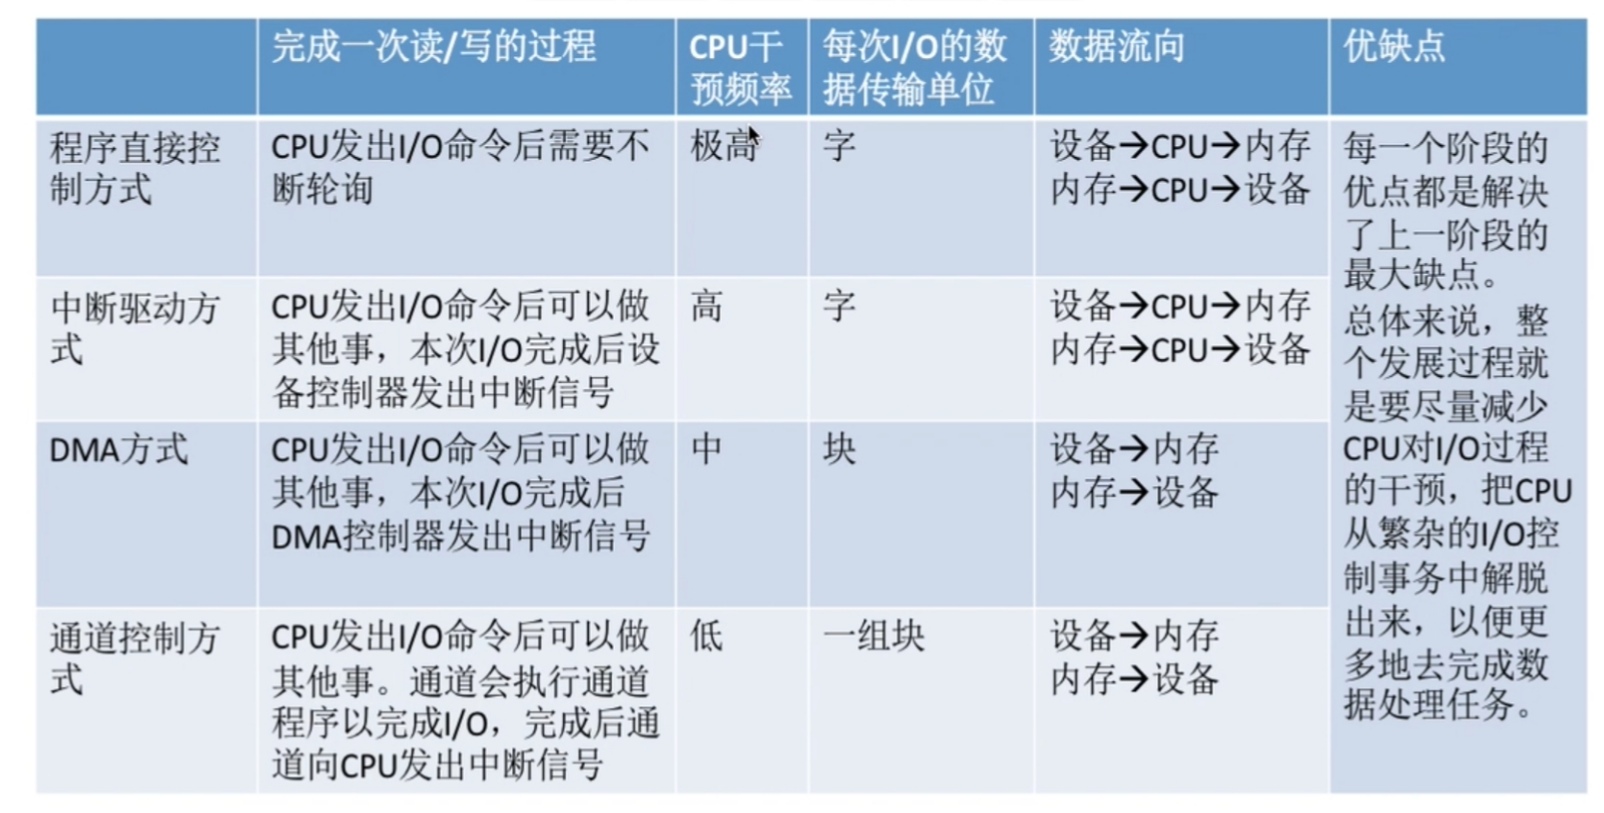 完成一次读/写的过程
CPU干
预频率
每次I/O的数
据传输单位
数据流向
优缺点
程序直接控
制方式
CPU发出I/O命令后需要不
断轮询
极高
字
设备→CPU→内存
内存→CPU→设备
中断驱动方
式
CPU发出I/O命令后可以做
其他事，本次I/O完成后设
备控制器发出中断信号
高
字
设备→CPU→内存
内存→CPU→设备
DMA方式
CPU发出I/O命令后可以做
其他事，本次I/O完成后
DMA控制器发出中断信号
中
块
设备→内存
内存→设备
通道控制方
式
CPU发出I/O命令后可以做
其他事。通道会执行通道
程序以完成I/O，完成后通
道向CPU发出中断信号
低
一组块
设备→内存
内存→设备
每一个阶段的
优点都是解决
了上一阶段的
最大缺点。
总体来说，整
个发展过程就
是要尽量减少
CPU对I/O过程
的干预，把CPU
从繁杂的I/O控
制事务中解脱
出来，以便更
多地去完成数
据处理任务。